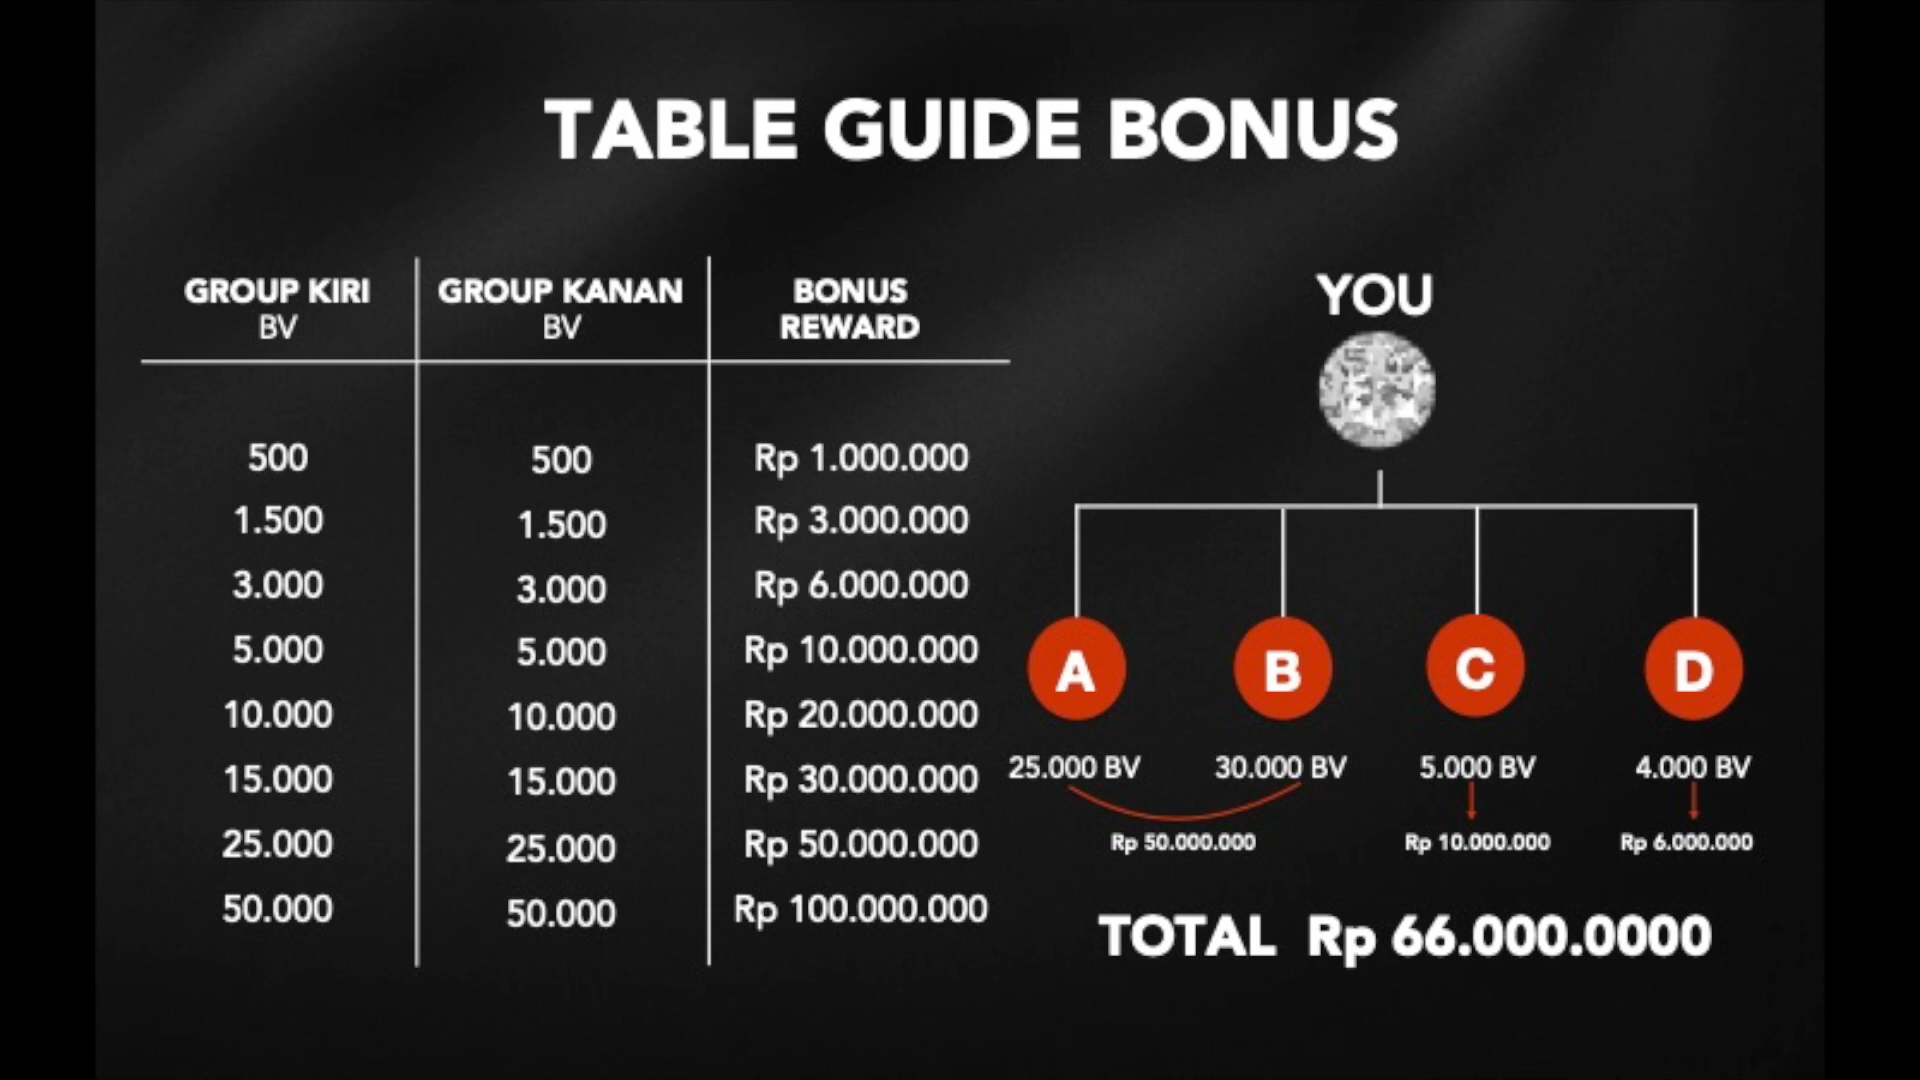 TABLE GUIDE BONUS
GROUP KIRI
BV
GROUP KANAN
BV
BONUS
REWARD
500 500 Rp 1.000.000
1.500 1.500 Rp 3.000.000
3.000 3.000 Rp 6.000.000
5.000 5.000 Rp 10.000.000
10.000 10.000 Rp 20.000.000
15.000 15.000 Rp 30.000.000
25.000 25.000 Rp 50.000.000
50.000 50.000 Rp 100.000.000
YOU
A B C D
25.000 BV 30.000 BV 5.000 BV 4.000 BV
Rp 50.000.000 Rp 10.000.000 Rp 6.000.000
TOTAL Rp 66.000.0000